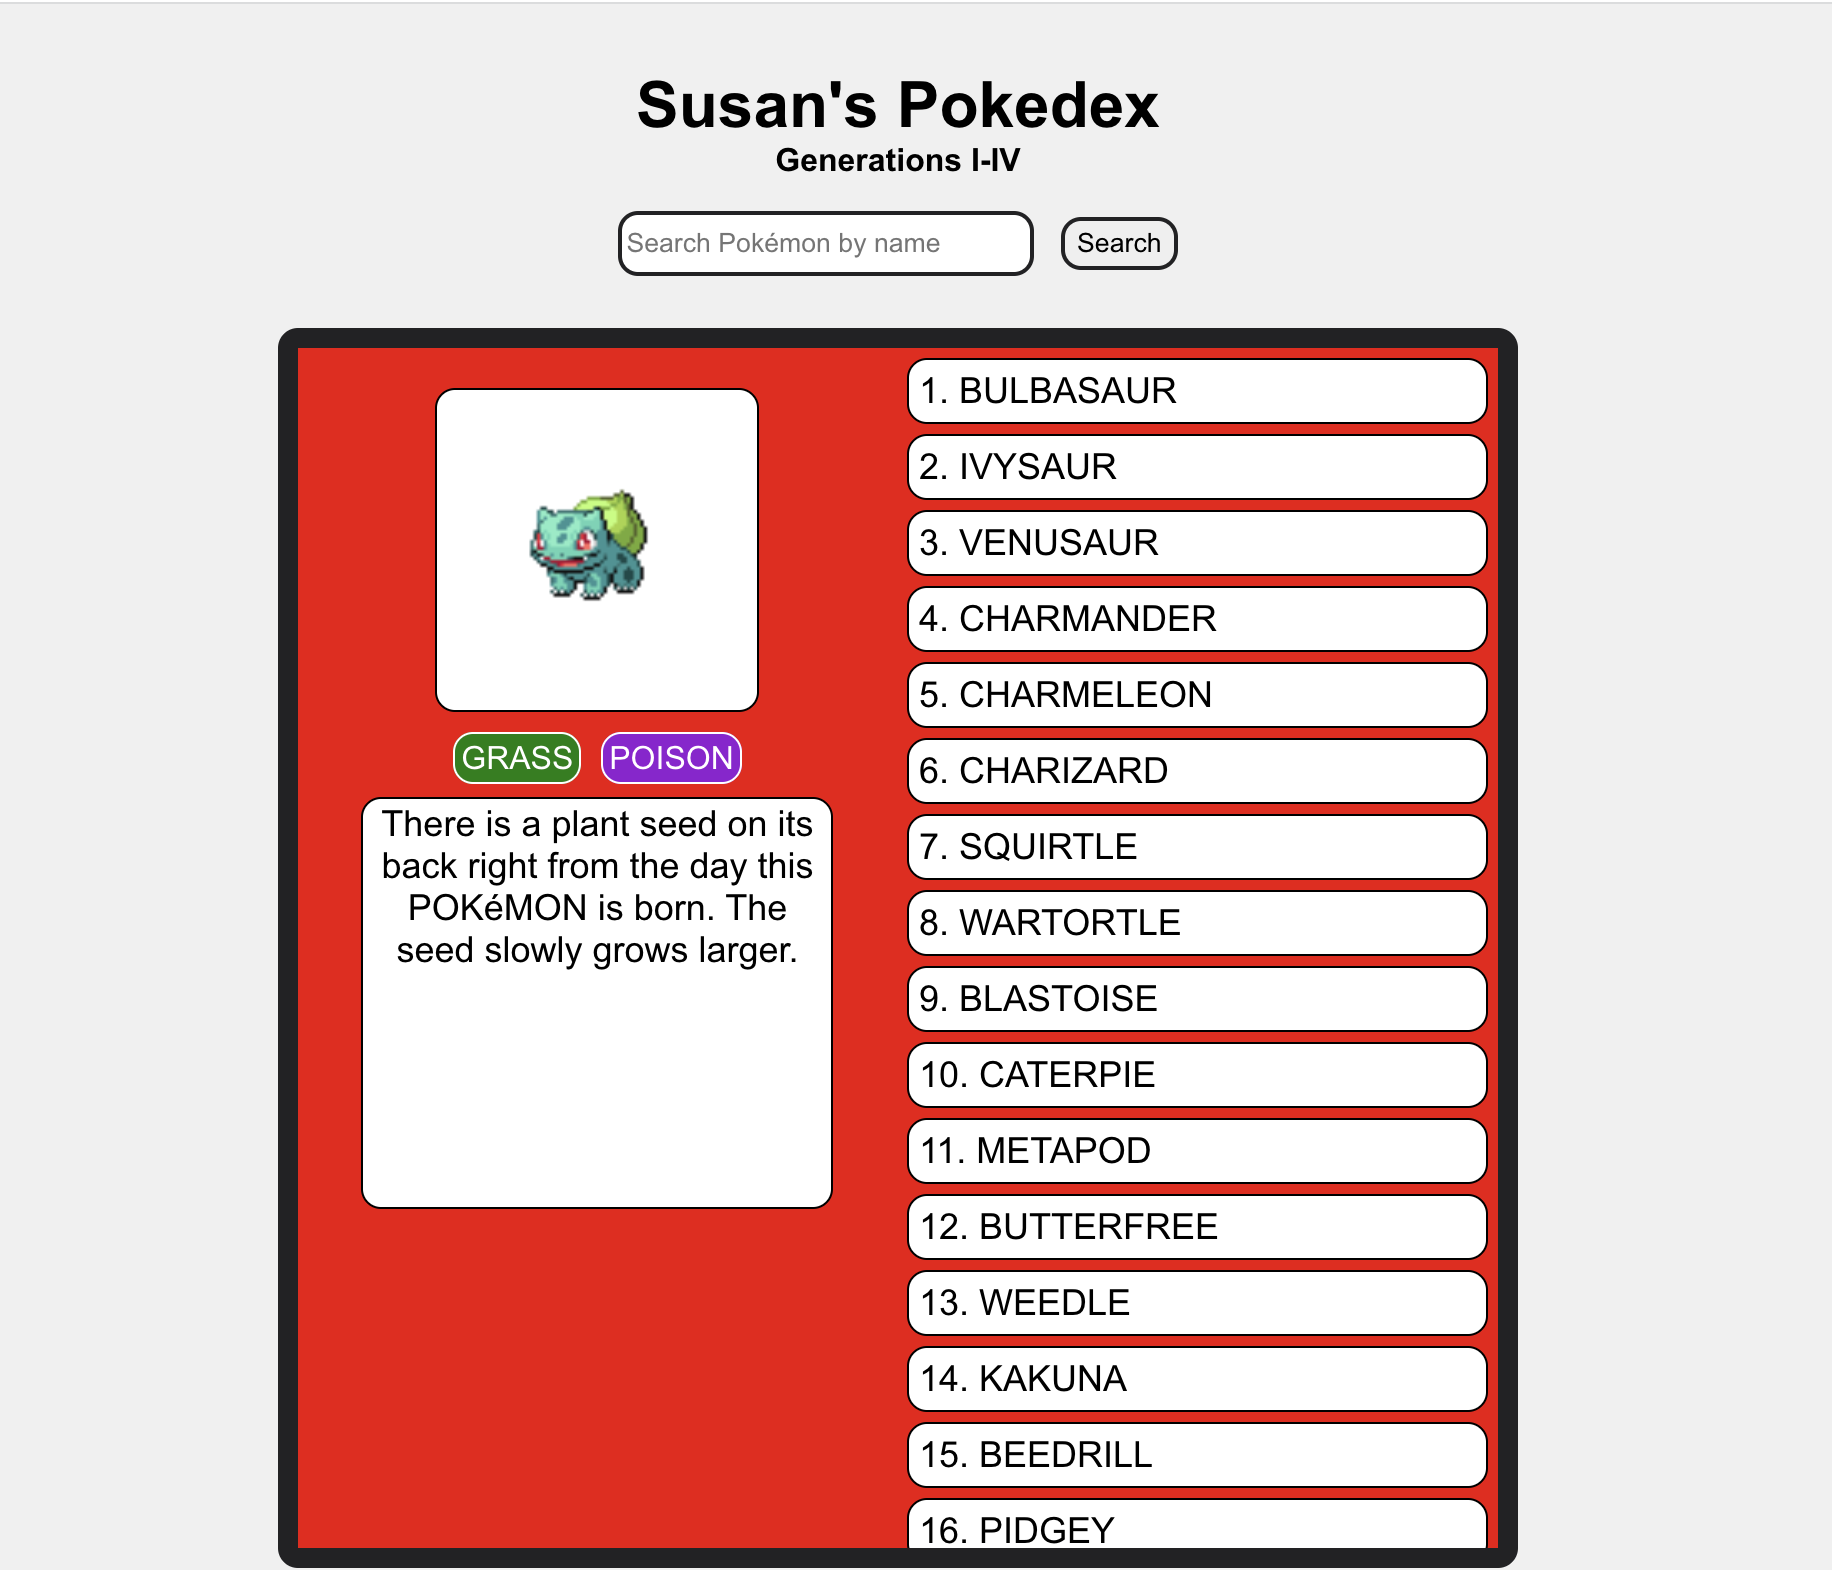 Susan's Pokedex
Generations I-IV
Search Pokémon by name
Search
GRASS
POISON
There is a plant seed on its
back right from the day this
POKéMON is born. The
seed slowly grows larger.
1. BULBASAUR
2. IVYSAUR
3. VENUSAUR
4. CHARMANDER
5. CHARMELEON
6. CHARIZARD
7. SQUIRTLE
8. WARTORTLE
9. BLASTOISE
10. CATERPIE
11. METAPOD
12. BUTTERFREE
13. WEEDLE
14. KAKUNA
15. BEEDRILL
16. PIDGEY